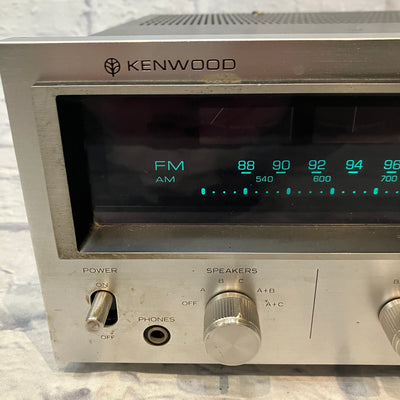 KENWOOD
FM 88 90 92 94 96
AM 540 600 700
POWER SPEAKERS
ON A B C A+B
OFF OFF A+C
PHONES